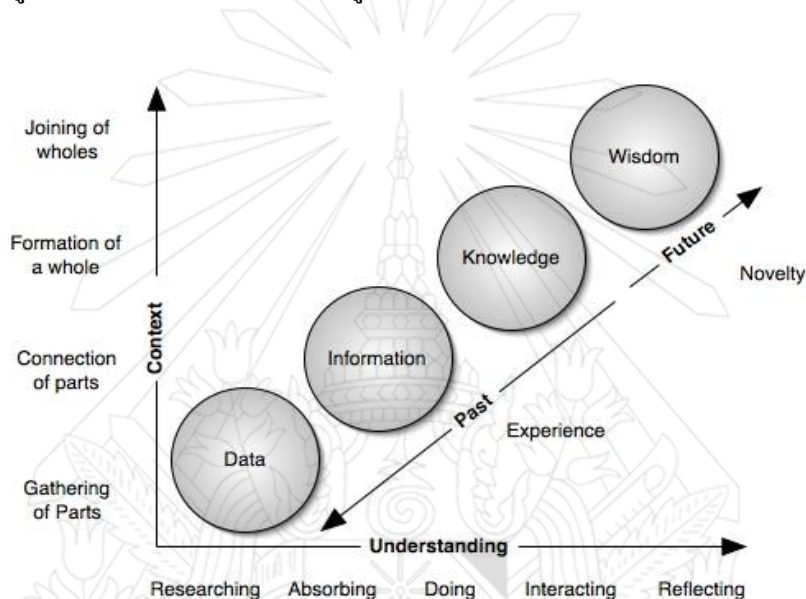 Joining of
wholes
Wisdom
Future
Formation of
a whole
Knowledge
Novelty
Context
Connection
of parts
Information
Past
Experience
Data
Gathering
of Parts
Understanding
Researching Absorbing Doing Interacting Reflecting